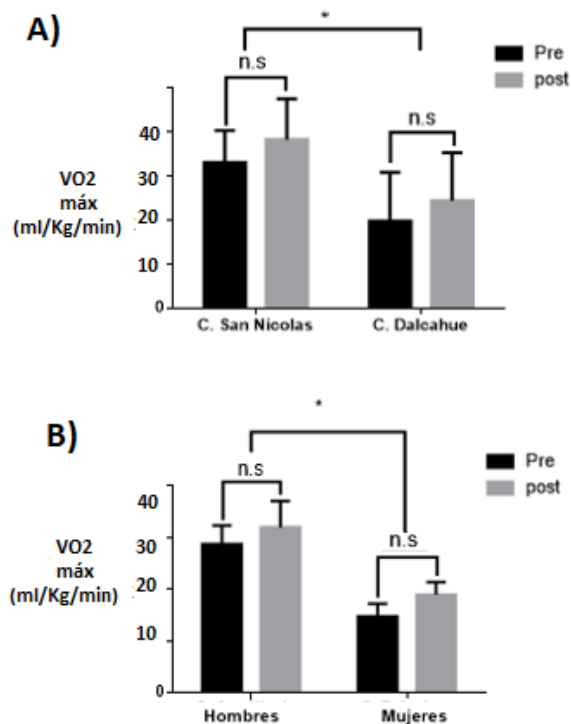 A)
*
Pre
post
n.s
n.s
VO2
máx
(ml/Kg/min)
40
30
20
10
0
C. San Nicolas
C. Dalcahue
B)
*
Pre
post
n.s
n.s
VO2
máx
(ml/Kg/min)
40
30
20
10
0
Hombres
Mujeres